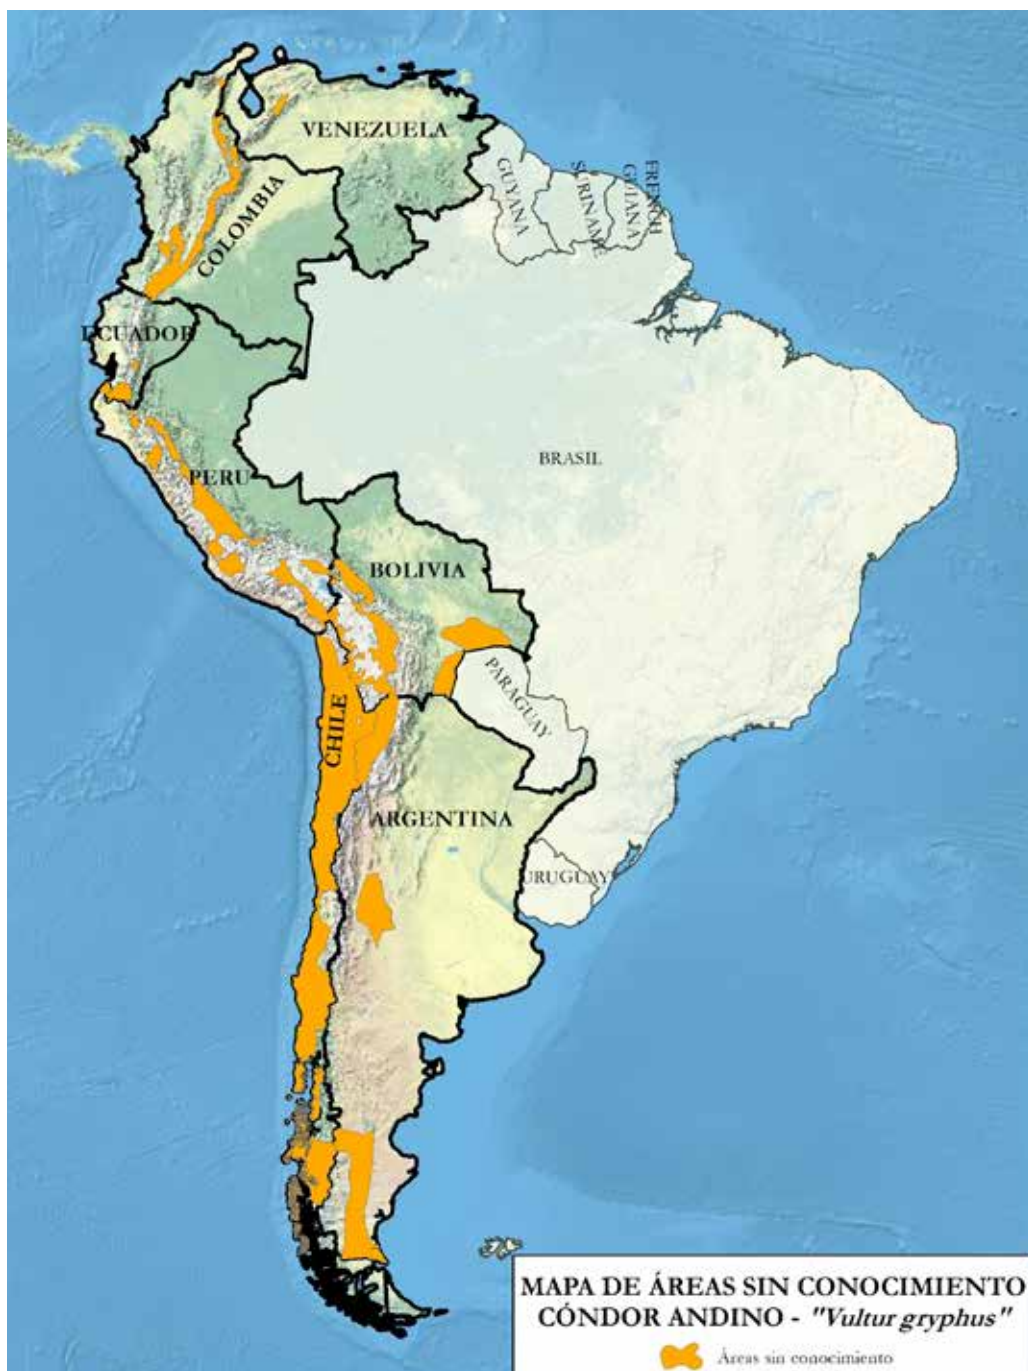 VENEZUELA
GUYANA
SURINAME
FRENCH
GUIANA
COLOMBIA
ECUADOR
BRASIL
PERU
BOLIVIA
PARAGUAY
CHILE
ARGENTINA
URUGUAY
MAPA DE ÁREAS SIN CONOCIMIENTO
CÓNDOR ANDINO - "Vultur gryphus"
Áreas sin conocimiento